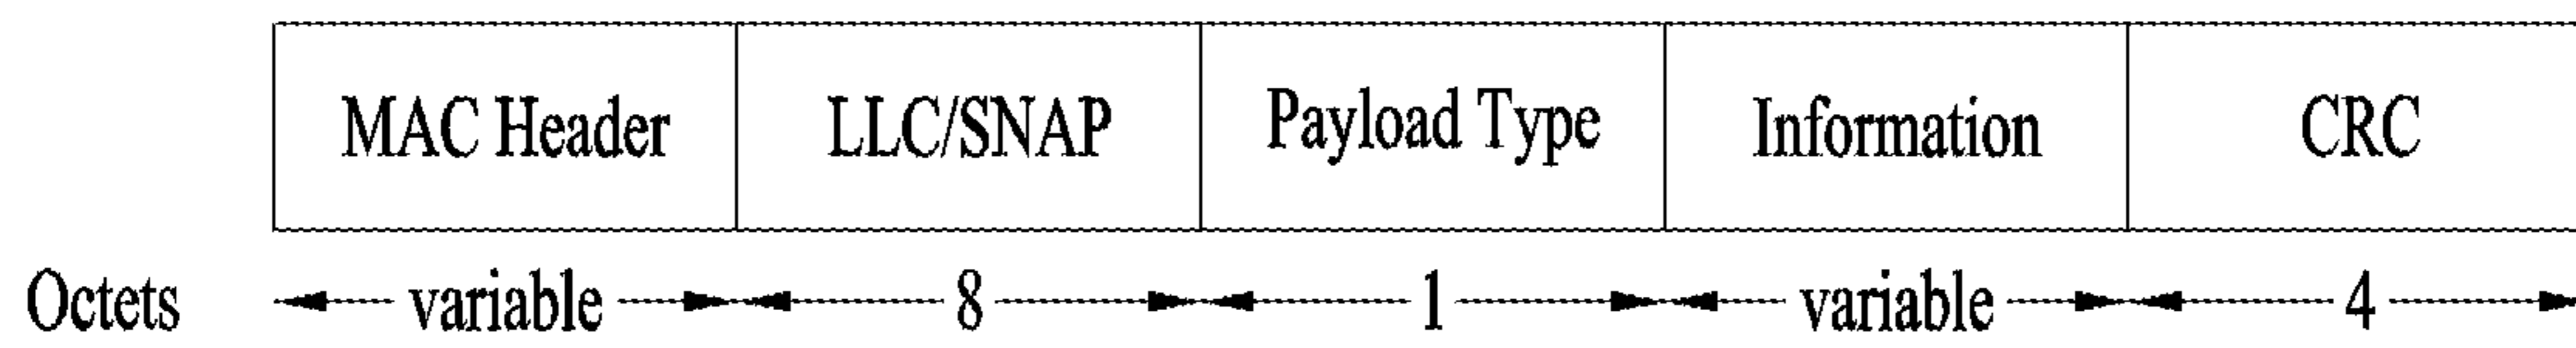 MAC Header LLC/SNAP Payload Type Information CRC
Octets variable 8 1 variable 4